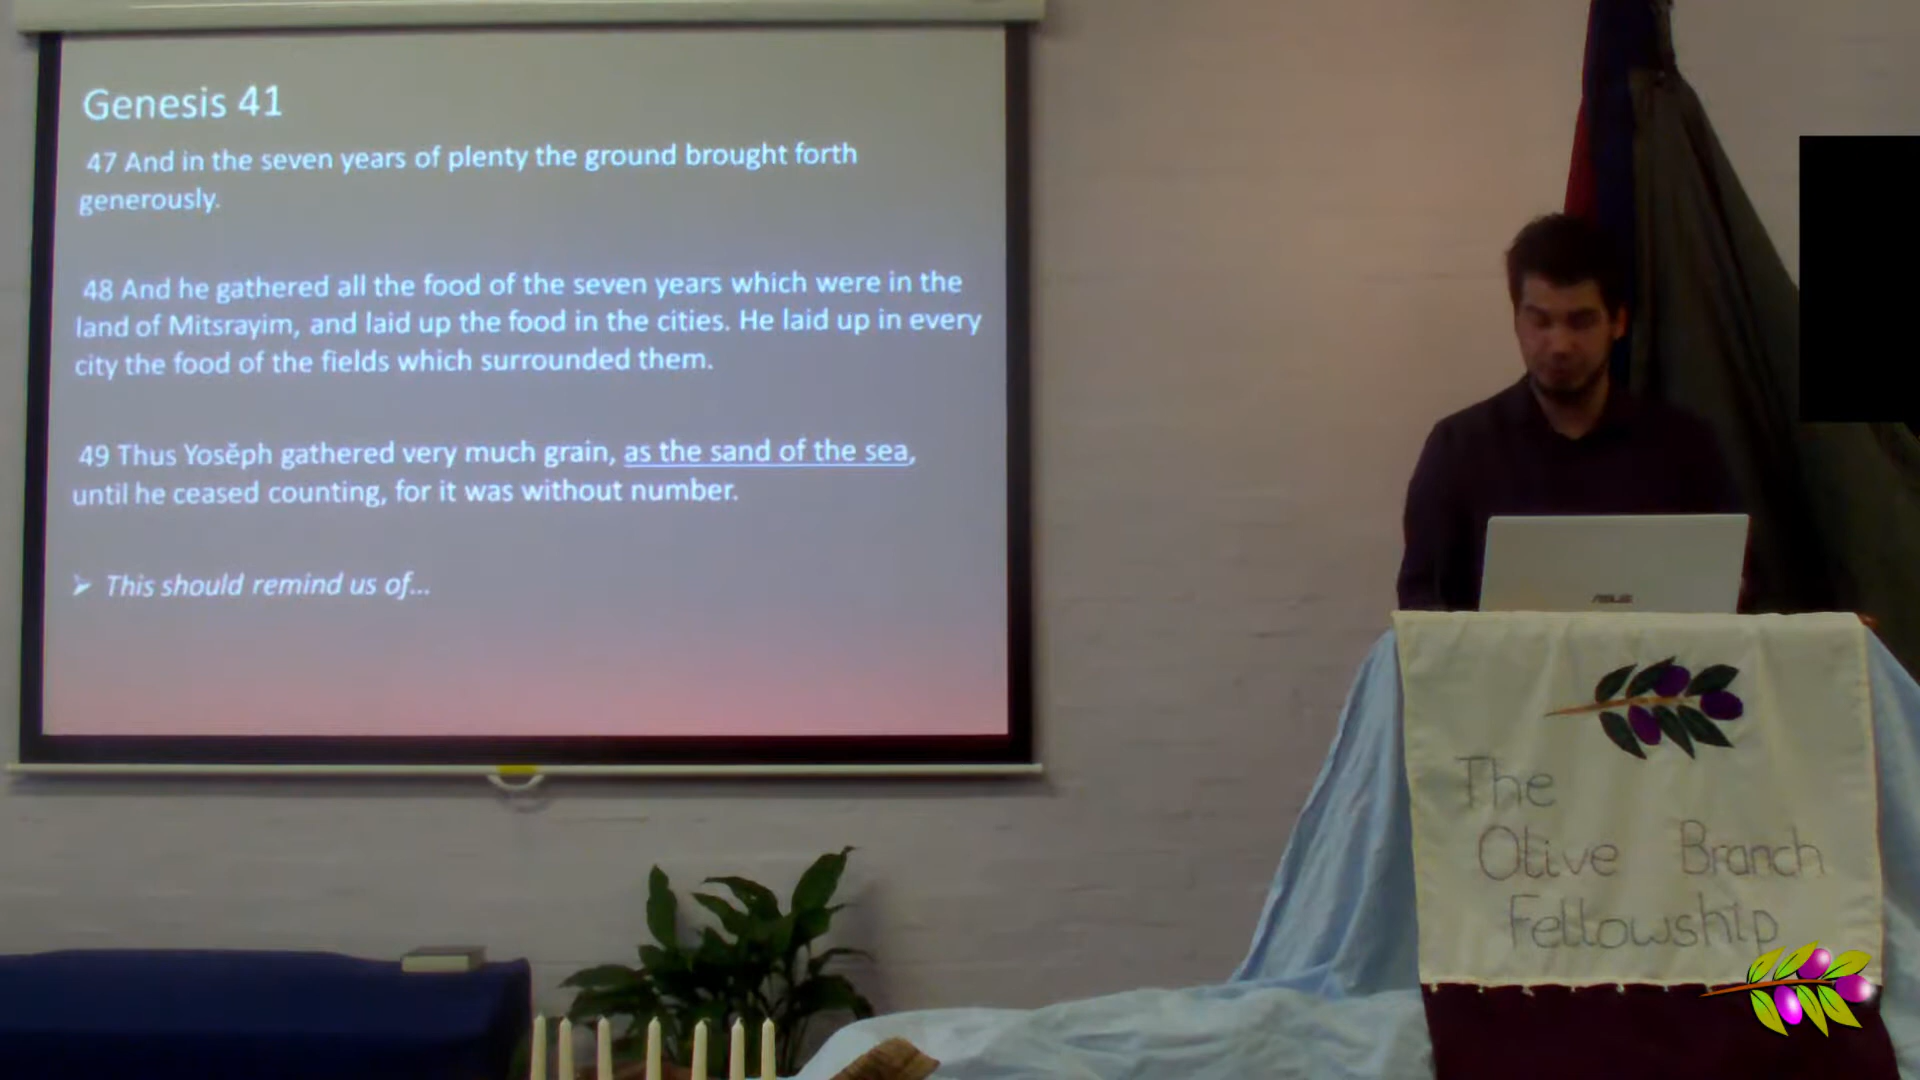 Genesis 41
47 And in the seven years of plenty the ground brought forth
generously.
48 And he gathered all the food of the seven years which were in the
land of Mitsrayim, and laid up the food in the cities. He laid up in every
city the food of the fields which surrounded them.
49 Thus Yosĕph gathered very much grain, as the sand of the sea,
until he ceased counting, for it was without number.
➢ This should remind us of...
ASUS
The
Olive Branch
Fellowship